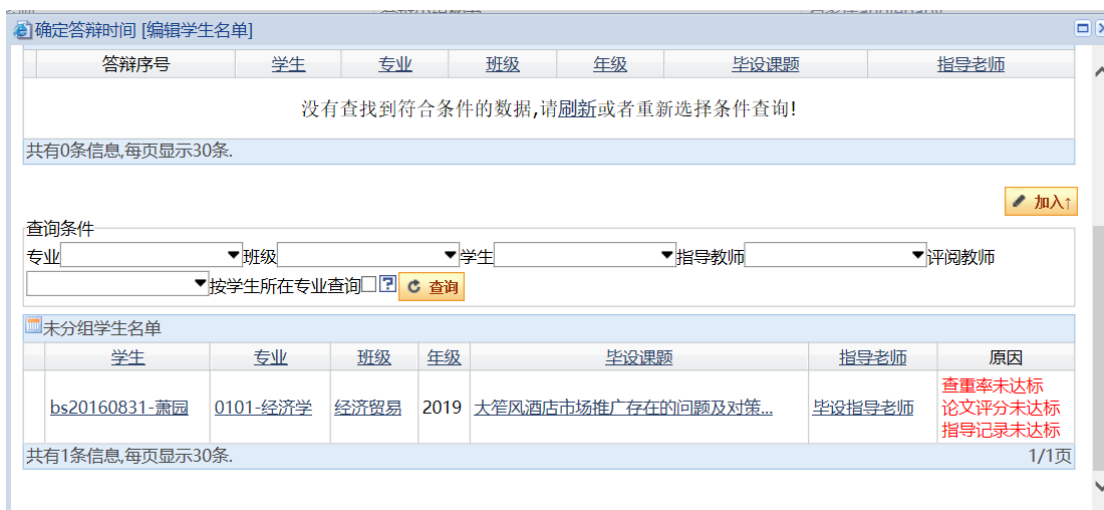 确定答辩时间 [编辑学生名单]
答辩序号 学生 专业 班级 年级 毕设课题 指导老师
没有查找到符合条件的数据,请刷新或者重新选择条件查询!
共有0条信息,每页显示30条.
加入↑
查询条件
专业 班级 学生 指导教师 评阅教师
按学生所在专业查询 ? 查询
未分组学生名单
学生 专业 班级 年级 毕设课题 指导老师 原因
bs20160831-萧园 0101-经济学 经济贸易 2019 大笙风酒店市场推广存在的问题及对策... 毕设指导老师 查重率未达标
论文评分未达标
指导记录未达标
共有1条信息,每页显示30条. 1/1页